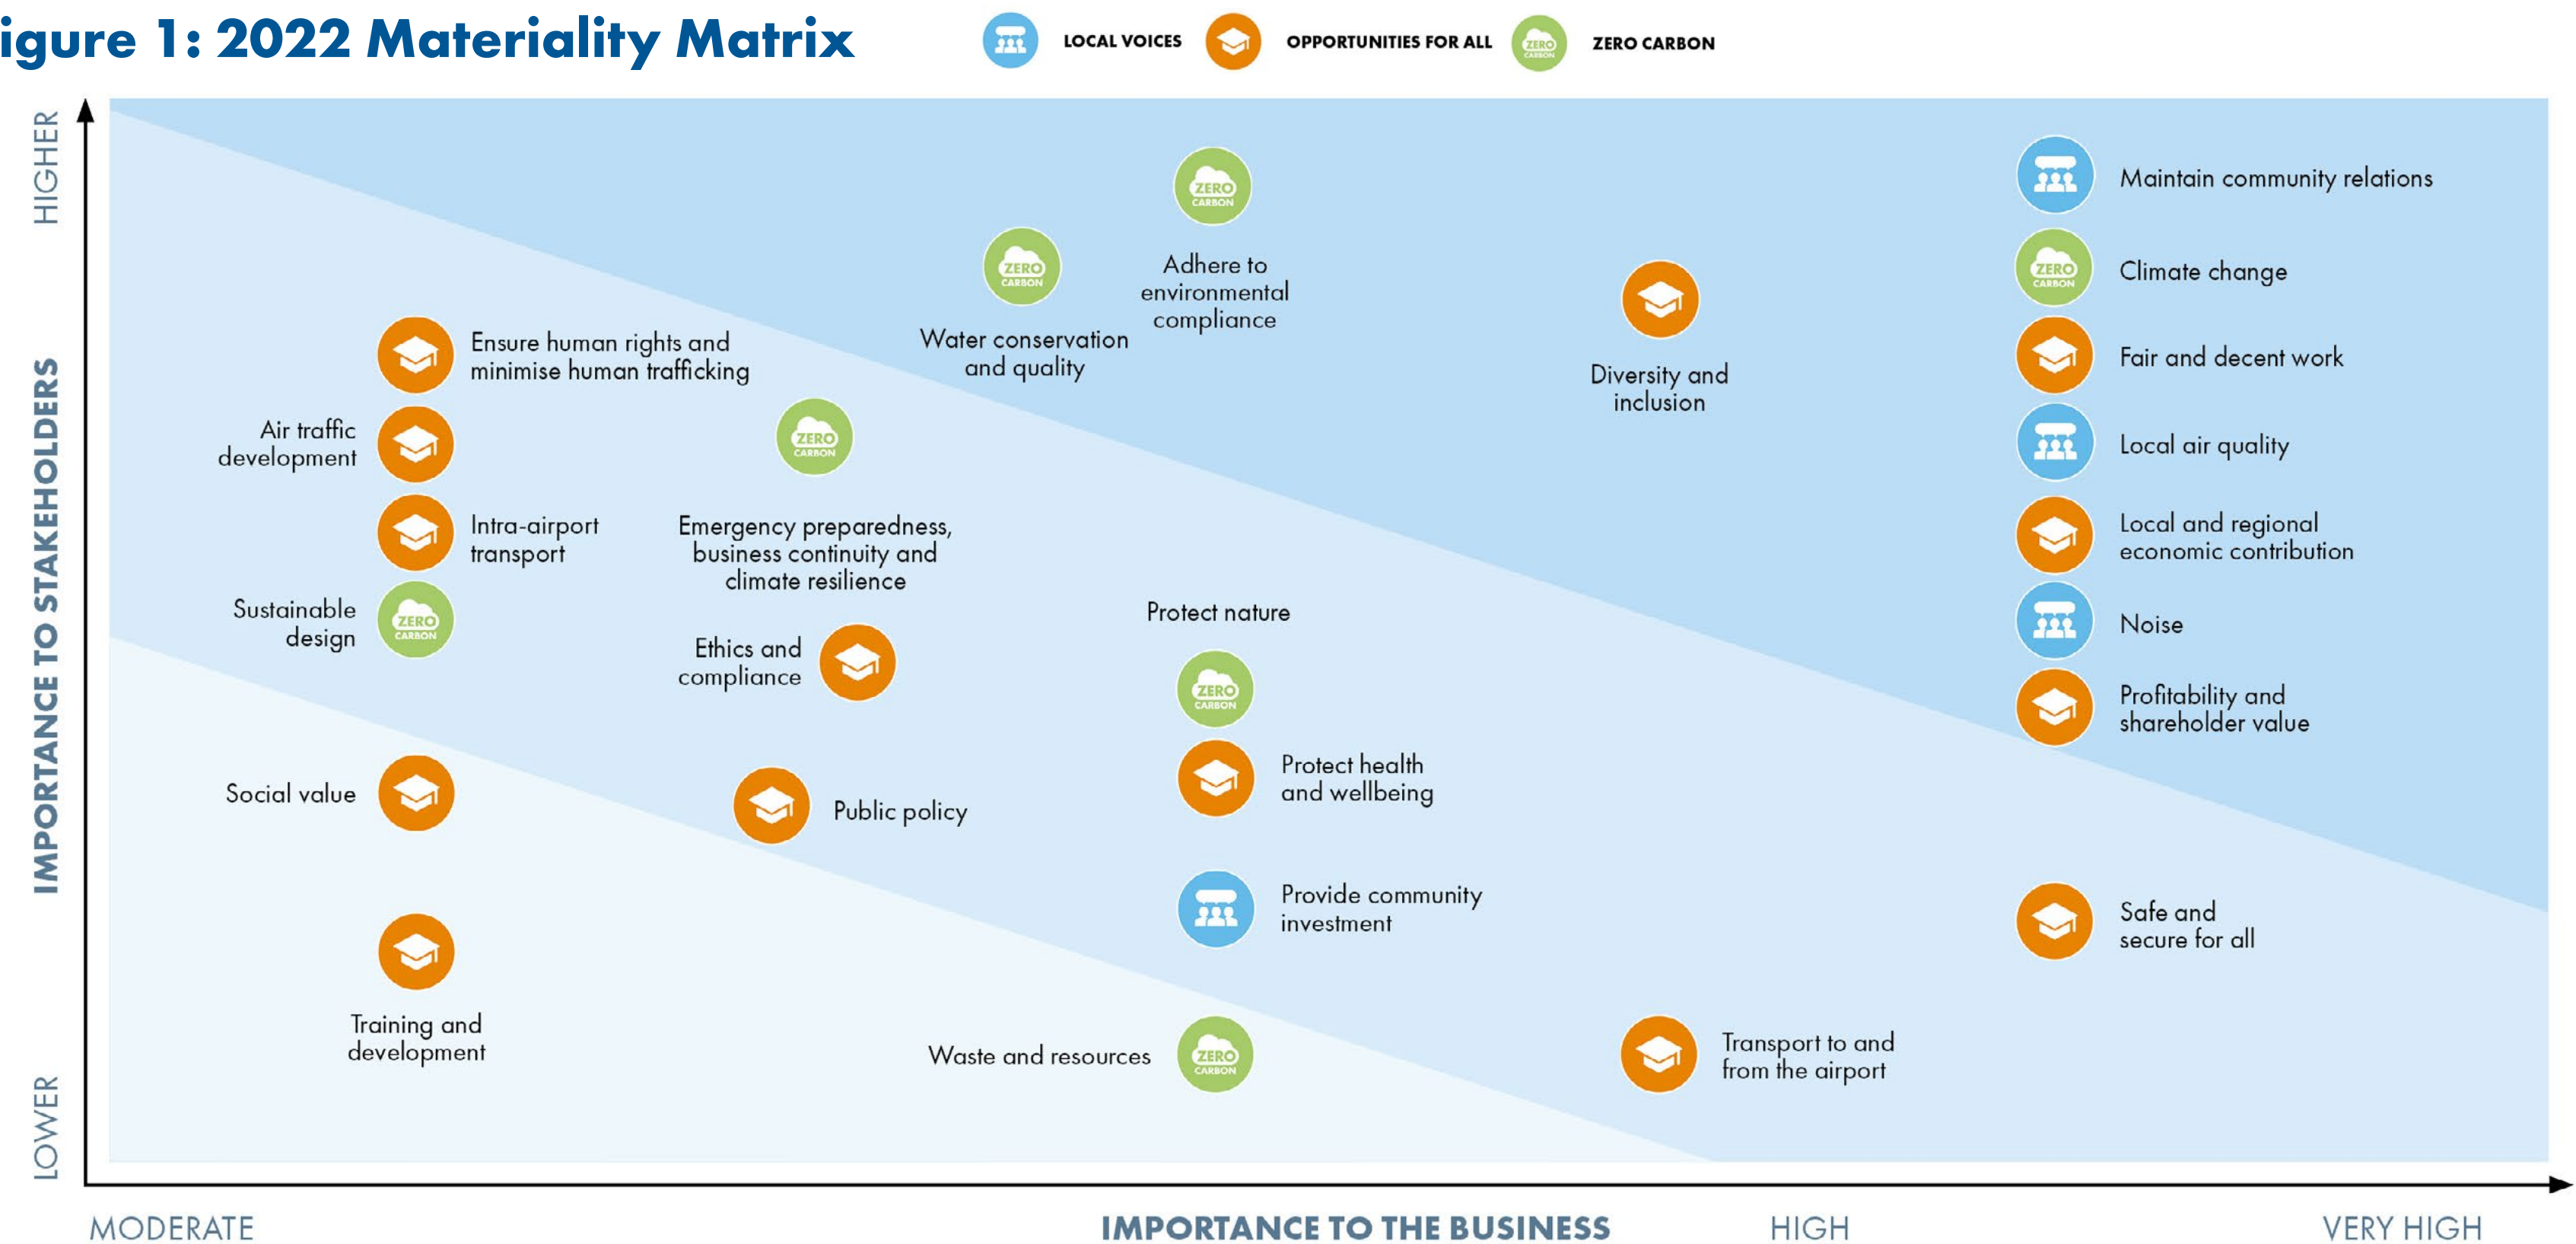 igure 1: 2022 Materiality Matrix
LOCAL VOICES
OPPORTUNITIES FOR ALL
ZERO
CARBON
ZERO CARBON
HIGHER
IMPORTANCE TO STAKEHOLDERS
LOWER
ZERO
CARBON
Adhere to
environmental
compliance
ZERO
CARBON
Water conservation
and quality
Diversity and
inclusion
Maintain community relations
ZERO
CARBON
Climate change
Fair and decent work
Local air quality
Local and regional
economic contribution
Noise
Profitability and
shareholder value
Ensure human rights and
minimise human trafficking
Air traffic
development
Intra-airport
transport
Sustainable
design
ZERO
CARBON
ZERO
CARBON
Emergency preparedness,
business continuity and
climate resilience
Ethics and
compliance
Protect nature
ZERO
CARBON
Protect health
and wellbeing
Social value
Public policy
Provide community
investment
Safe and
secure for all
Training and
development
Waste and resources
ZERO
CARBON
Transport to and
from the airport
MODERATE
IMPORTANCE TO THE BUSINESS
HIGH
VERY HIGH